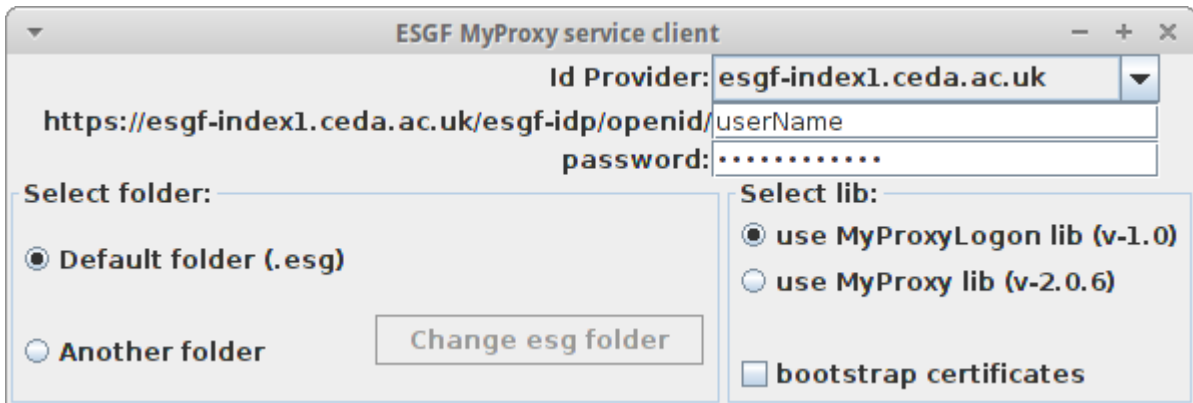 ESGF MyProxy service client
Id Provider: esgf-index1.ceda.ac.uk
https://esgf-index1.ceda.ac.uk/esgf-idp/openid/userName
password: ••••••••••••
Select folder:
Default folder (.esg)
Another folder
Change esg folder
Select lib:
use MyProxyLogon lib (v-1.0)
use MyProxy lib (v-2.0.6)
bootstrap certificates